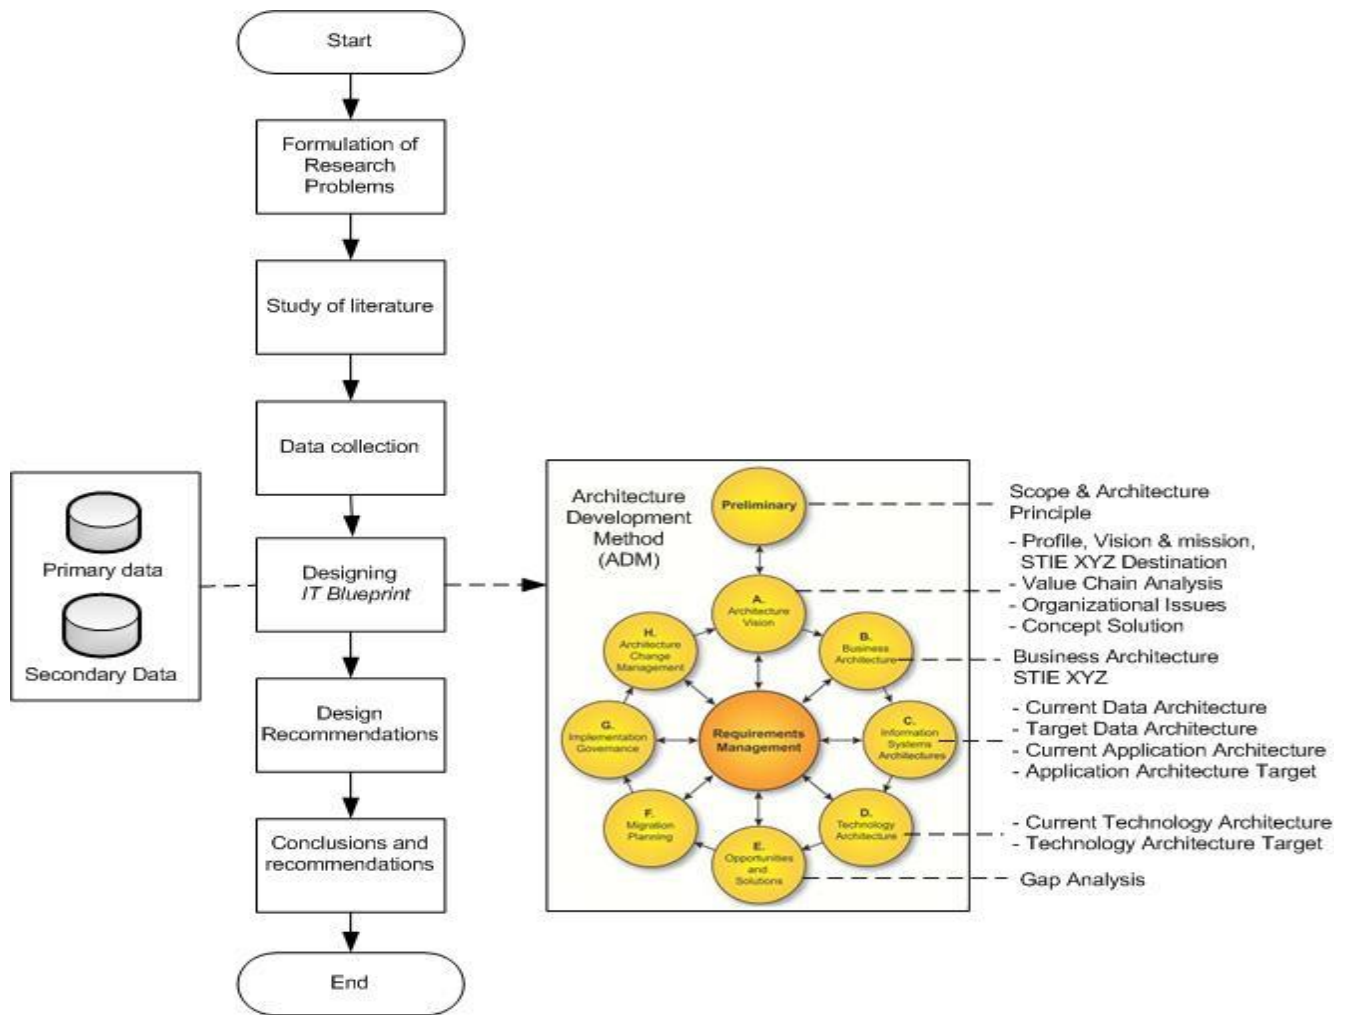 Start
Formulation of
Research
Problems
Study of literature
Data collection
Primary data
Secondary Data
Designing
IT Blueprint
Design
Recommendations
Conclusions and
recommendations
End
Architecture
Development
Method
(ADM)
Preliminary
A.
Architecture
Vision
B.
Business
Architecture
C.
Information
Systems
Architectures
D.
Technology
Architecture
E.
Opportunities
and
Solutions
F.
Migration
Planning
G.
Implementation
Governance
H.
Architecture
Change
Management
Requirements
Management
Scope & Architecture
Principle
- Profile, Vision & mission,
STIE XYZ Destination
- Value Chain Analysis
- Organizational Issues
- Concept Solution
Business Architecture
STIE XYZ
- Current Data Architecture
- Target Data Architecture
- Current Application Architecture
- Application Architecture Target
- Current Technology Architecture
- Technology Architecture Target
Gap Analysis